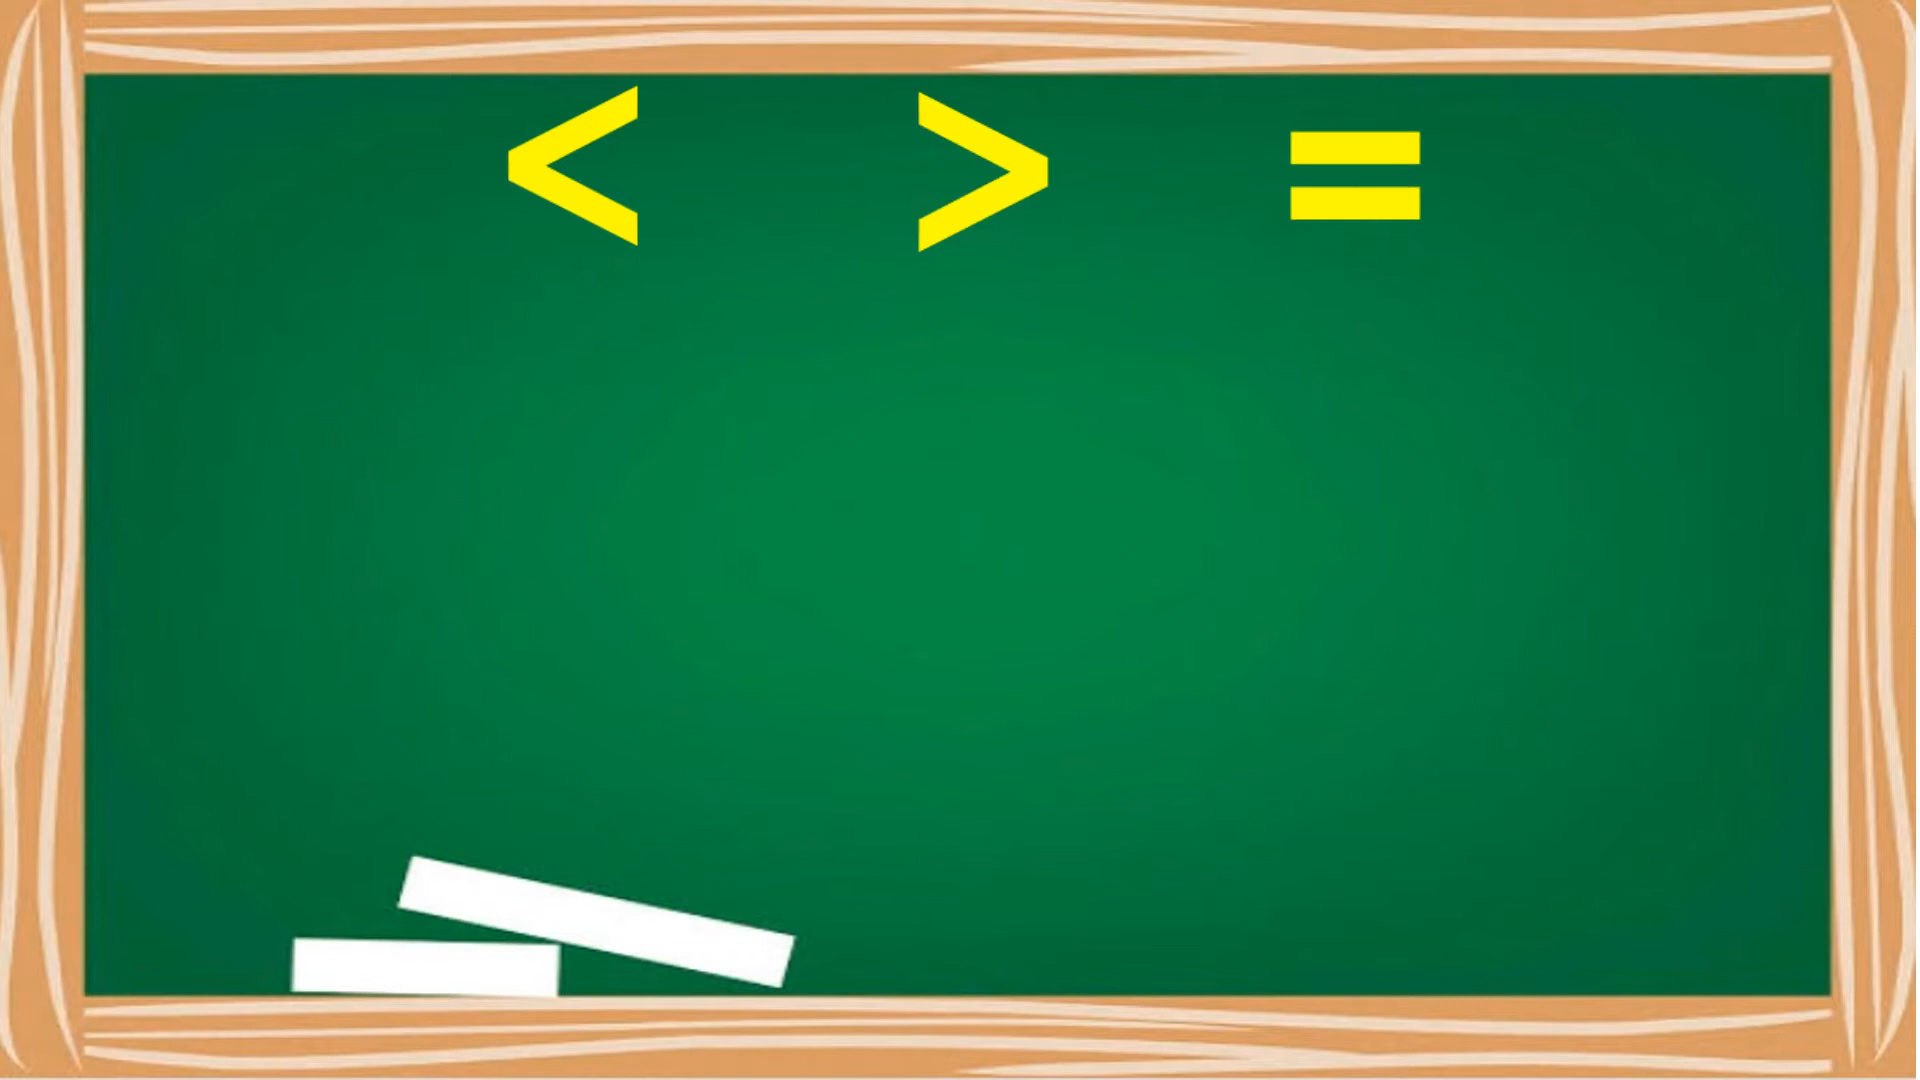 < > =